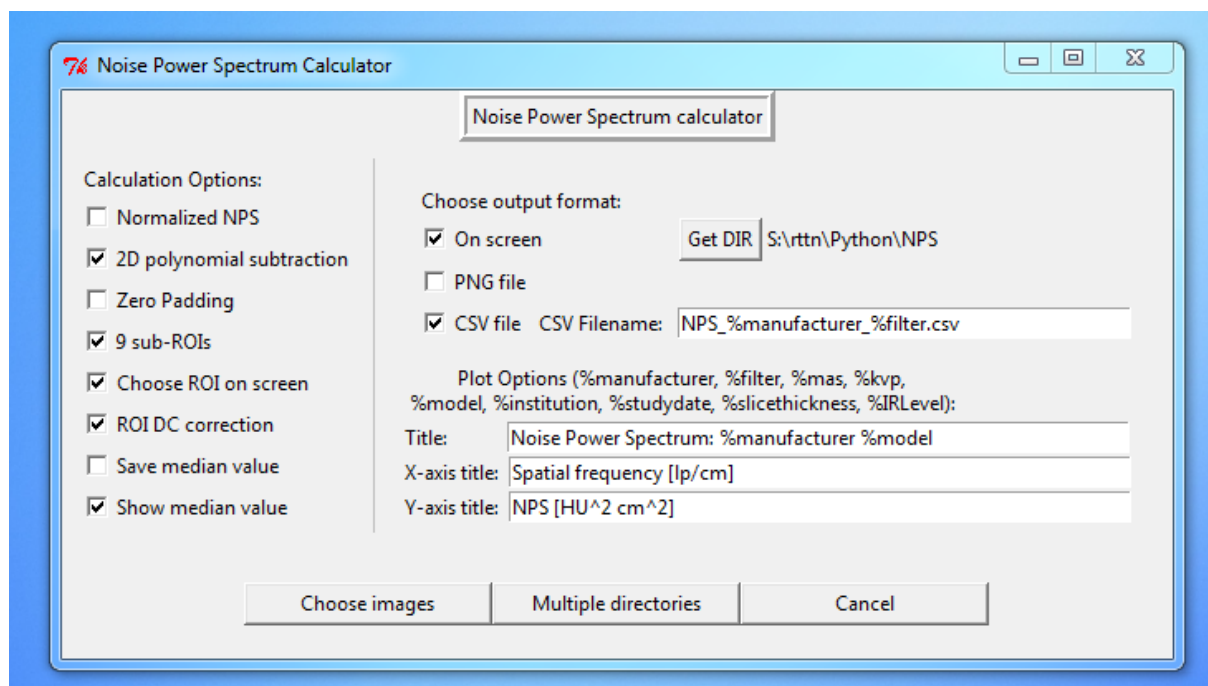 Noise Power Spectrum Calculator
Noise Power Spectrum calculator
Calculation Options:
Normalized NPS
2D polynomial subtraction
Zero Padding
9 sub-ROIs
Choose ROI on screen
ROI DC correction
Save median value
Show median value
Choose output format:
On screen Get DIR S:\rttn\Python\NPS
PNG file
CSV file CSV Filename: NPS_%manufacturer_%filter.csv
Plot Options (%manufacturer, %filter, %mas, %kvp,
%model, %institution, %studydate, %slicethickness, %IRLevel):
Title: Noise Power Spectrum: %manufacturer %model
X-axis title: Spatial frequency [lp/cm]
Y-axis title: NPS [HU^2 cm^2]
Choose images Multiple directories Cancel